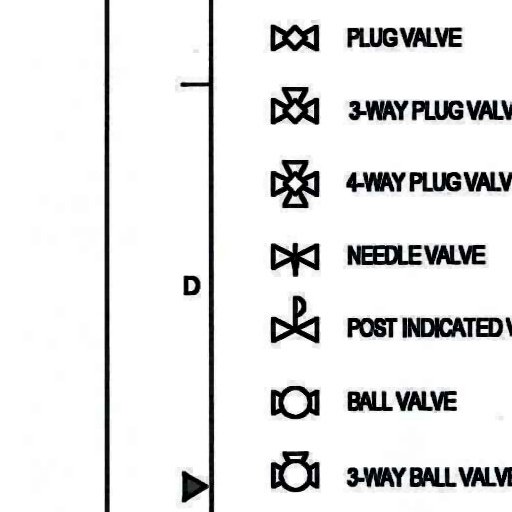 PLUG VALVE
3-WAY PLUG VALV
4-WAY PLUG VALV
NEEDLE VALVE
D
POST INDICATED V
BALL VALVE
3-WAY BALL VALVE